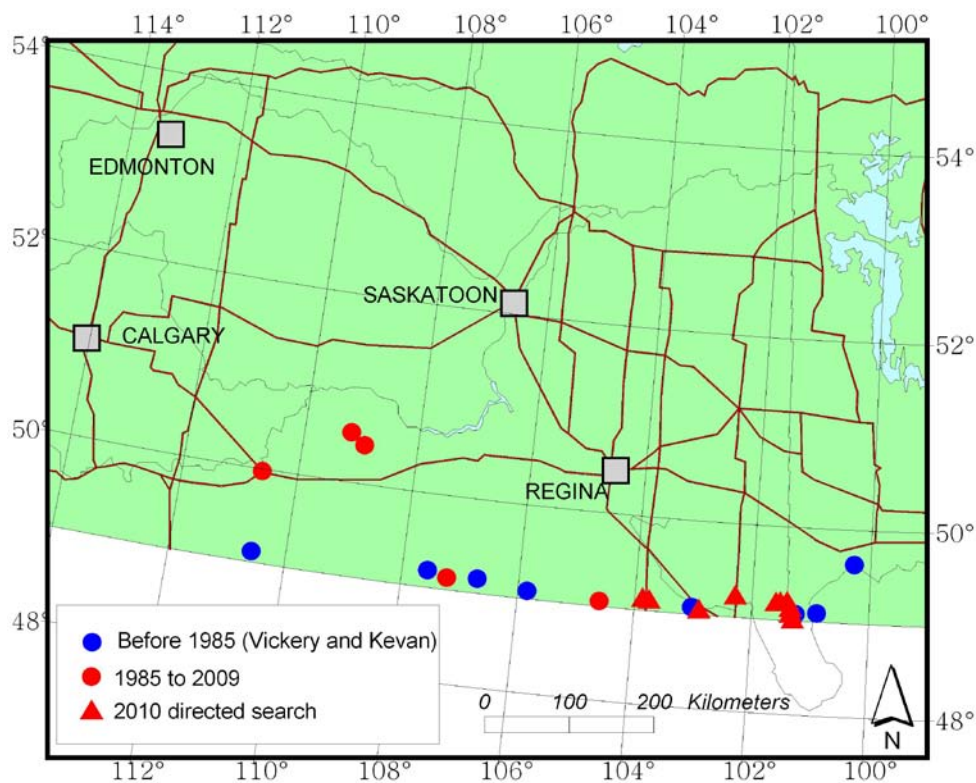 114° 112° 110° 108° 106° 104° 102° 100°
54°
EDMONTON
54°
52°
SASKATOON
CALGARY
52°
50°
REGINA
50°
48°
Before 1985 (Vickery and Kevan)
1985 to 2009
2010 directed search
0 100 200 Kilometers
48°
N
112° 110° 108° 106° 104° 102° 100°